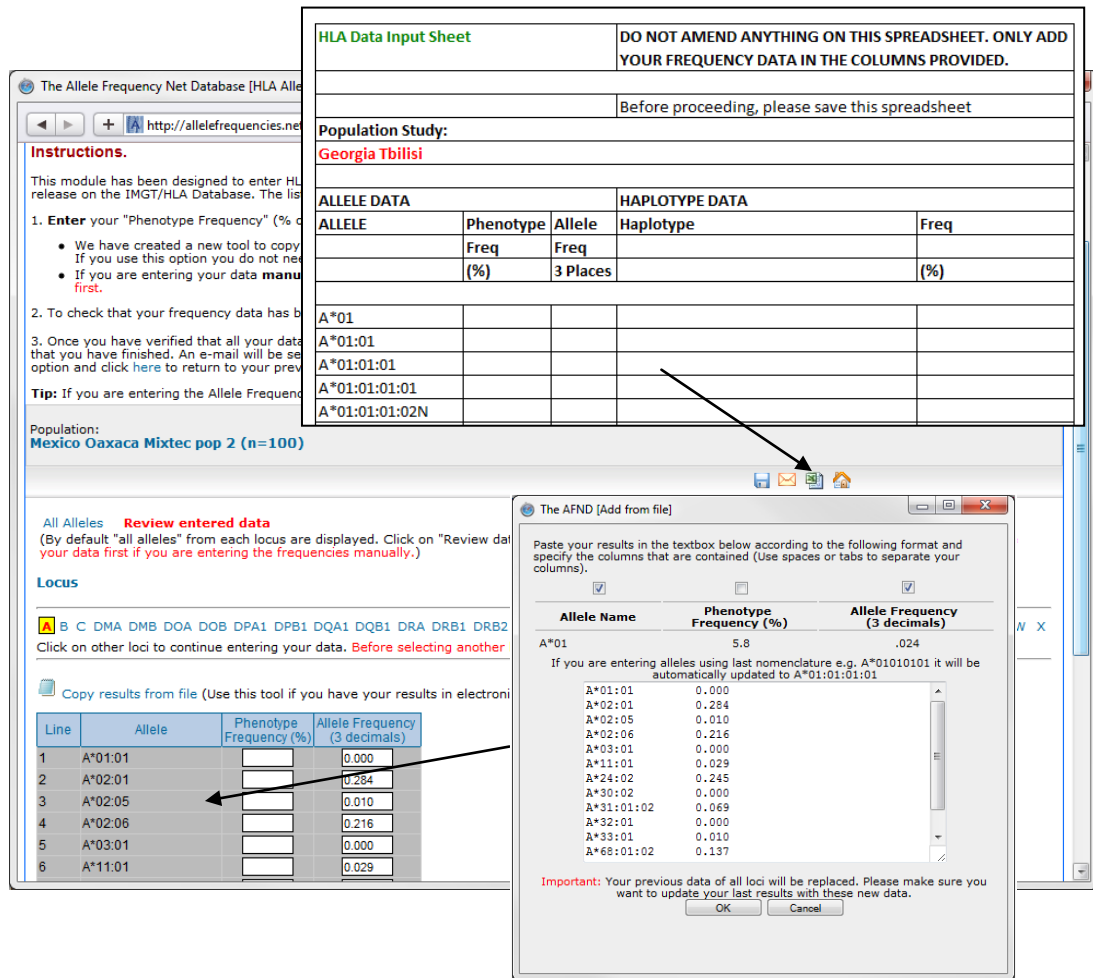 HLA Data Input Sheet
DO NOT AMEND ANYTHING ON THIS SPREADSHEET. ONLY ADD
YOUR FREQUENCY DATA IN THE COLUMNS PROVIDED.
Before proceeding, please save this spreadsheet
Population Study:
Georgia Tbilisi
ALLELE DATA HAPLOTYPE DATA
ALLELE Phenotype Allele Haplotype Freq
Freq Freq
(%) 3 Places (%)
A*01
A*01:01
A*01:01:01
A*01:01:01:01
A*01:01:01:02N
The Allele Frequency Net Database [HLA Alle
http://allelefrequencies.net
Instructions.
This module has been designed to enter HL
release on the IMGT/HLA Database. The lis
1. Enter your "Phenotype Frequency" (% o
We have created a new tool to copy
If you use this option you do not nee
If you are entering your data manu
first.
2. To check that your frequency data has b
3. Once you have verified that all your data
that you have finished. An e-mail will be se
option and click here to return to your prev
Tip: If you are entering the Allele Frequenc
Population:
Mexico Oaxaca Mixtec pop 2 (n=100)
All Alleles Review entered data
(By default "all alleles" from each locus are displayed. Click on "Review dat
your data first if you are entering the frequencies manually.)
Locus
A B C DMA DMB DOA DOB DPA1 DPB1 DQA1 DQB1 DRA DRB1 DRB2 W X
Click on other loci to continue entering your data. Before selecting another
Copy results from file (Use this tool if you have your results in electroni
Line Allele Phenotype Frequency (%) Allele Frequency (3 decimals)
1 A*01:01 0.000
2 A*02:01 0.284
3 A*02:05 0.010
4 A*02:06 0.216
5 A*03:01 0.000
6 A*11:01 0.029
The AFND [Add from file]
Paste your results in the textbox below according to the following format and
specify the columns that are contained (Use spaces or tabs to separate your
columns).
Allele Name Phenotype Frequency (%) Allele Frequency (3 decimals)
A*01 5.8 .024
If you are entering alleles using last nomenclature e.g. A*01010101 it will be
automatically updated to A*01:01:01:01
A*01:01 0.000
A*02:01 0.284
A*02:05 0.010
A*02:06 0.216
A*03:01 0.000
A*11:01 0.029
A*24:02 0.245
A*30:02 0.000
A*31:01:02 0.069
A*32:01 0.000
A*33:01 0.010
A*68:01:02 0.137
Important: Your previous data of all loci will be replaced. Please make sure you
want to update your last results with these new data.
OK Cancel